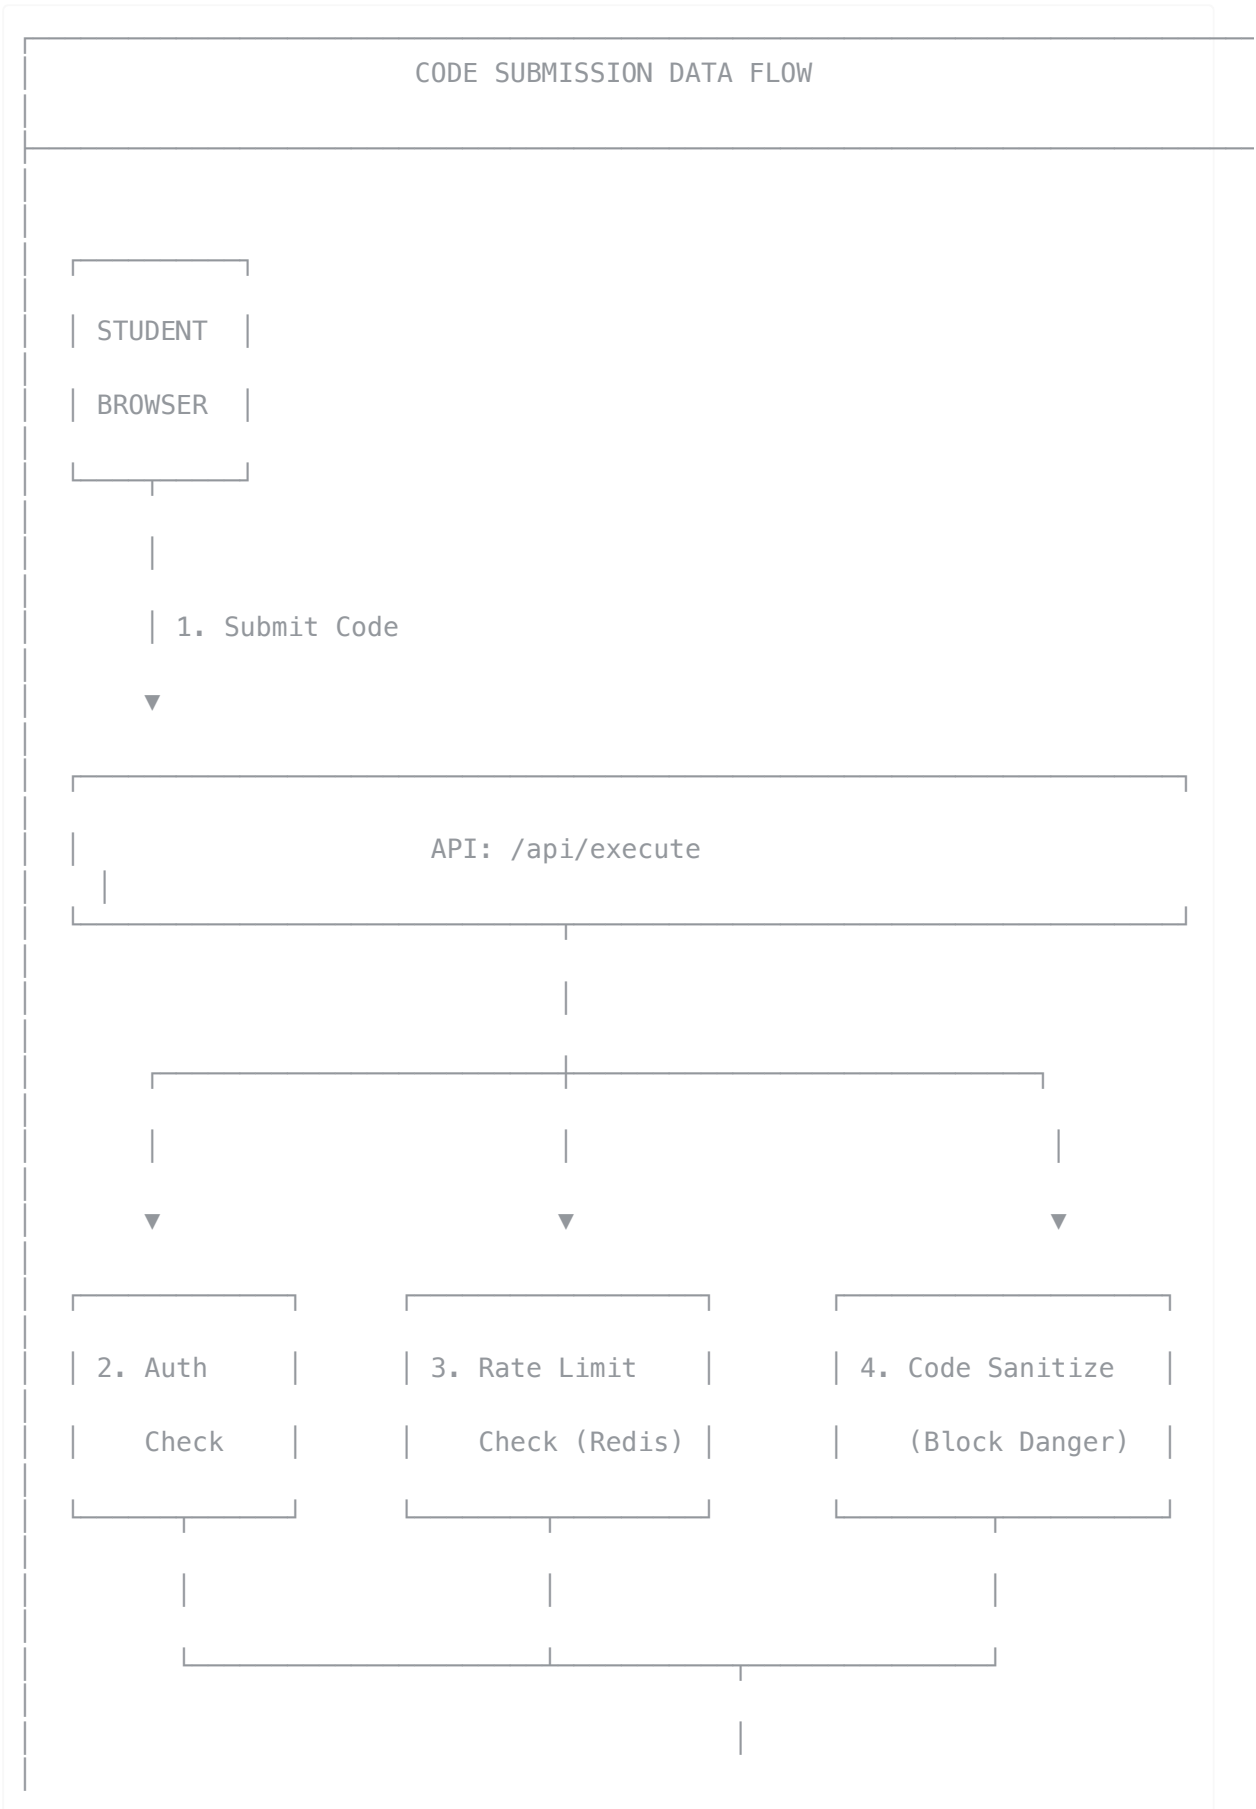 CODE SUBMISSION DATA FLOW
STUDENT
BROWSER
1. Submit Code
API: /api/execute
2. Auth
Check
3. Rate Limit
Check (Redis)
4. Code Sanitize
(Block Danger)